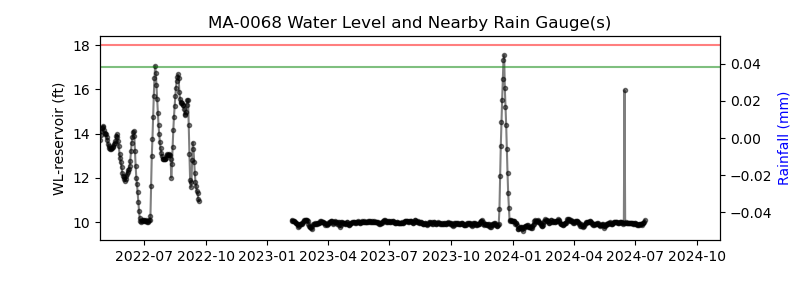 MA-0068 Water Level and Nearby Rain Gauge(s)
18
16
14
12
10
WL-reservoir (ft)
0.04
0.02
0.00
−0.02
−0.04
Rainfall (mm)
2022-07 2022-10 2023-01 2023-04 2023-07 2023-10 2024-01 2024-04 2024-07 2024-10